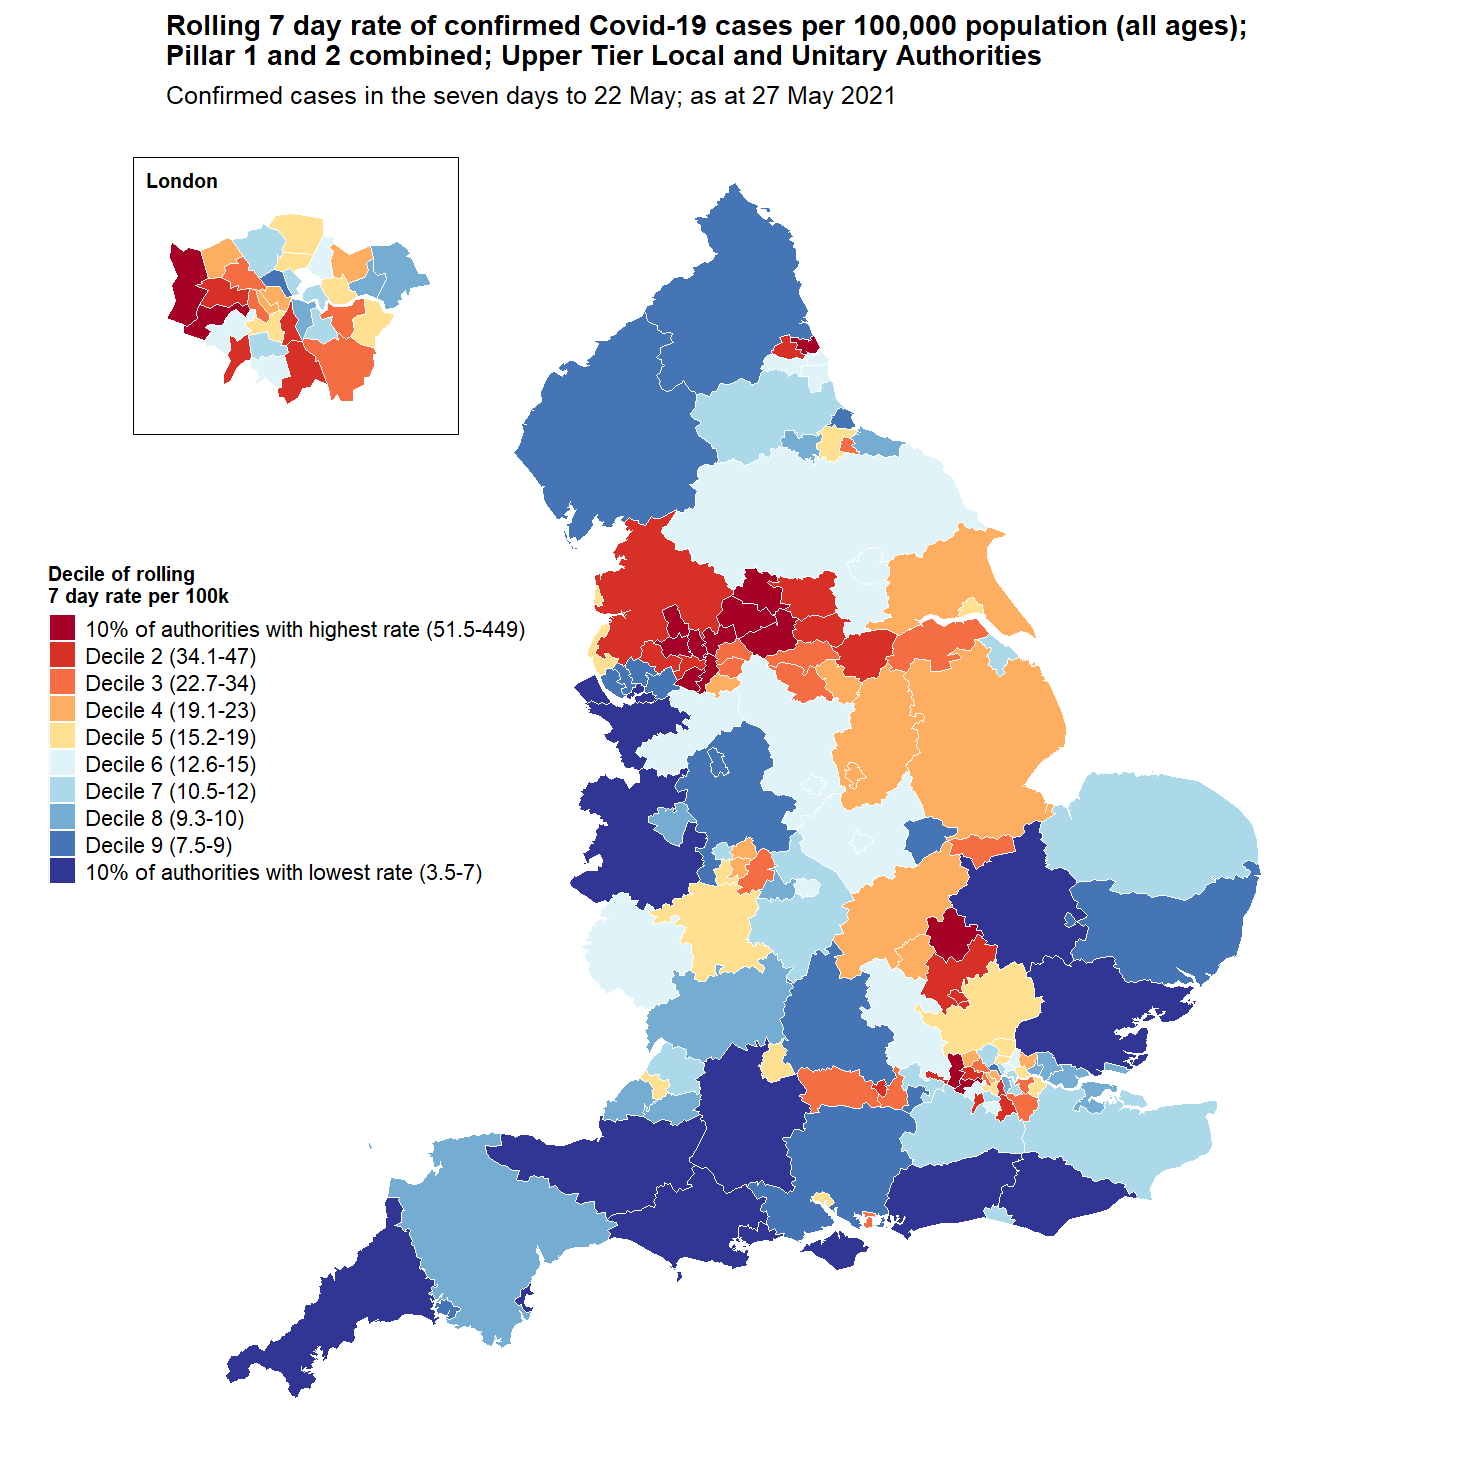 Rolling 7 day rate of confirmed Covid-19 cases per 100,000 population (all ages);
Pillar 1 and 2 combined; Upper Tier Local and Unitary Authorities
Confirmed cases in the seven days to 22 May; as at 27 May 2021
London
Decile of rolling
7 day rate per 100k
10% of authorities with highest rate (51.5-449)
Decile 2 (34.1-47)
Decile 3 (22.7-34)
Decile 4 (19.1-23)
Decile 5 (15.2-19)
Decile 6 (12.6-15)
Decile 7 (10.5-12)
Decile 8 (9.3-10)
Decile 9 (7.5-9)
10% of authorities with lowest rate (3.5-7)